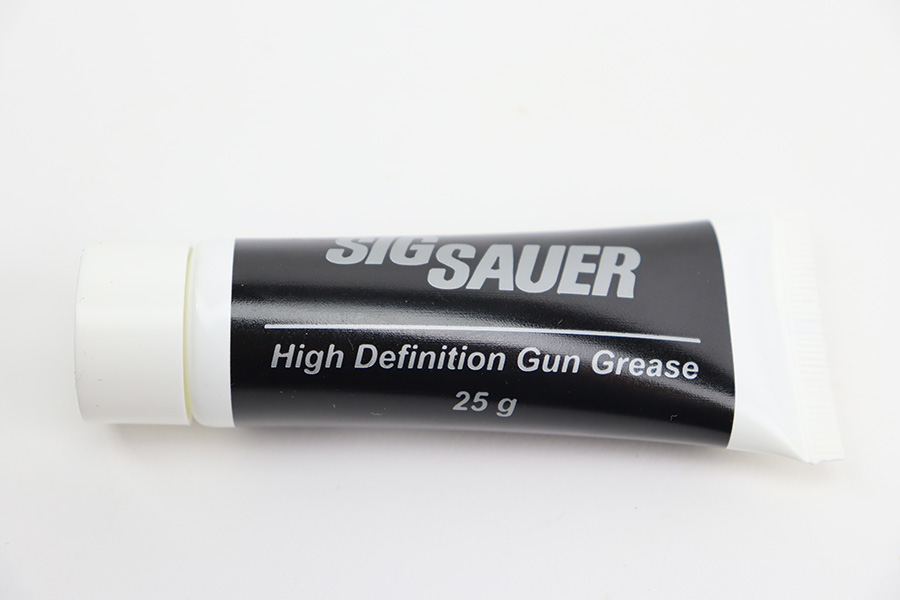 SIG SAUER
High Definition Gun Grease
25 g